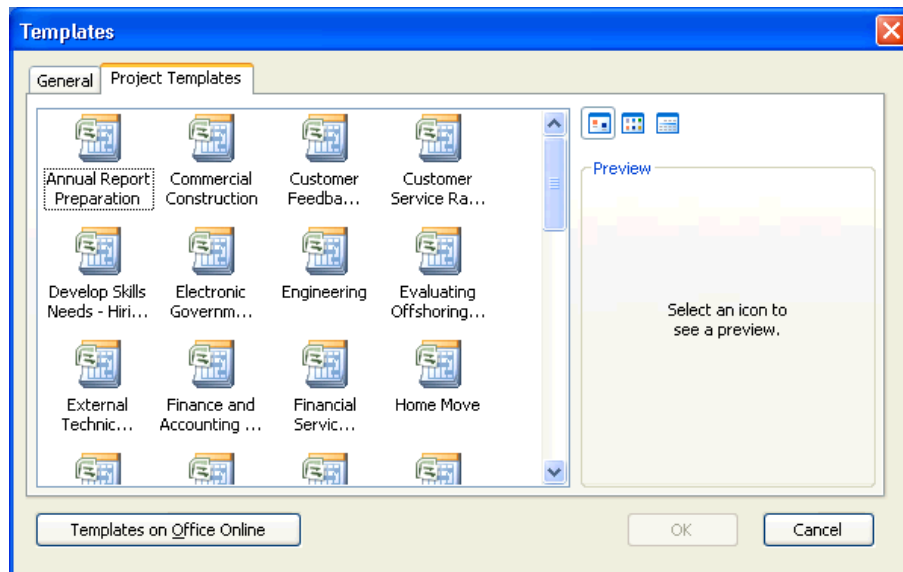 Templates
General Project Templates
Annual Report
Preparation
Commercial
Construction
Customer
Feedba...
Customer
Service Ra...
Develop Skills
Needs - Hiri...
Electronic
Governm...
Engineering
Evaluating
Offshoring...
External
Technic...
Finance and
Accounting ...
Financial
Servic...
Home Move
Preview
Select an icon to
see a preview.
Templates on Office Online
OK
Cancel